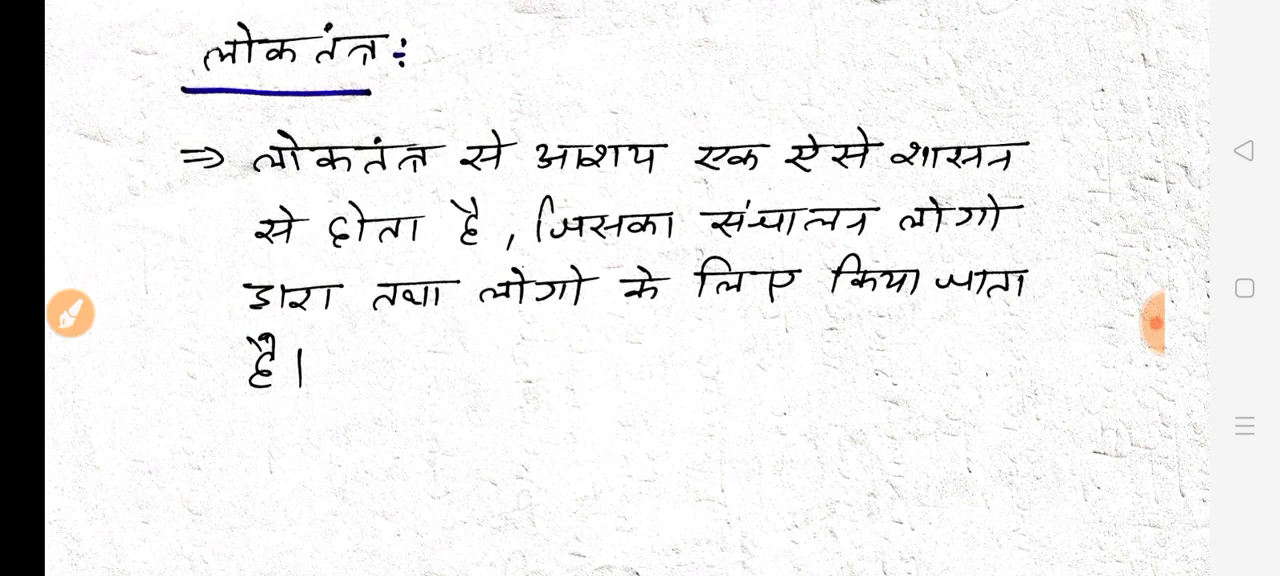 लोकतंत्र :
⇒ लोकतंत्र से आशय एक ऐसे शासन
से होता है, जिसका संचालन लोगो
द्वारा तथा लोगो के लिए किया जाता
है।